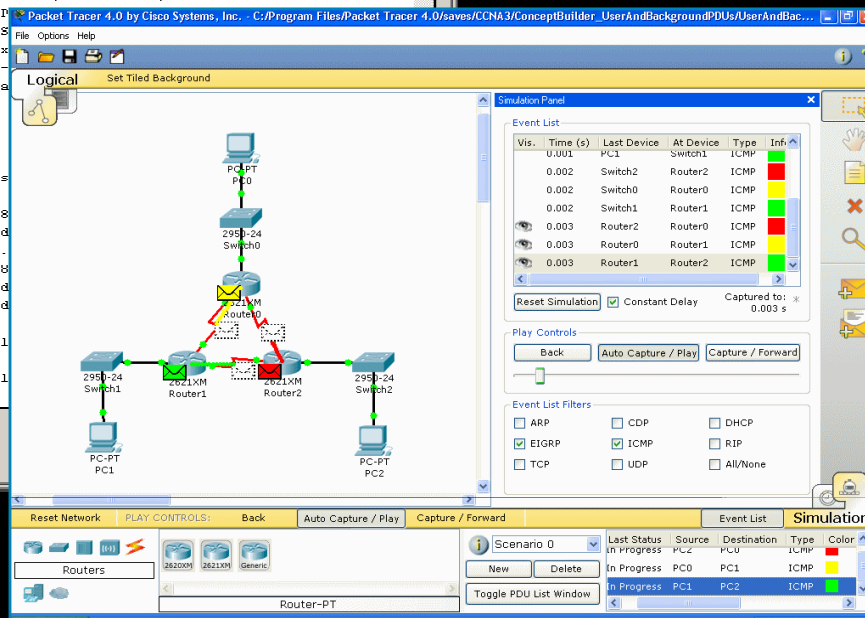 Packet Tracer 4.0 by Cisco Systems, Inc. - C:/Program Files/Packet Tracer 4.0/saves/CCNA3/ConceptBuilder_UserAndBackgroundPDUs/UserAndBac...
File Options Help
Logical Set Tiled Background
PC-PT
PC0
2950-24
Switch0
2621XM
Router0
2950-24
Switch1
2621XM
Router1
2621XM
Router2
2950-24
Switch2
PC-PT
PC1
PC-PT
PC2
Simulation Panel
Event List
Vis. Time (s) Last Device At Device Type Info
0.001 PC1 Switch1 ICMP
0.002 Switch2 Router2 ICMP
0.002 Switch0 Router0 ICMP
0.002 Switch1 Router1 ICMP
0.003 Router2 Router0 ICMP
0.003 Router0 Router1 ICMP
0.003 Router1 Router2 ICMP
Reset Simulation Constant Delay Captured to: *
0.003 s
Play Controls
Back Auto Capture / Play Capture / Forward
Event List Filters
ARP CDP DHCP
EIGRP ICMP RIP
TCP UDP All/None
Reset Network PLAY CONTROLS: Back Auto Capture / Play Capture / Forward Event List Simulation
Routers
2620XM 2621XM Generic
Router-PT
Scenario 0
New Delete
Toggle PDU List Window
Last Status Source Destination Type Color
In Progress PC2 PC0 ICMP
In Progress PC0 PC1 ICMP
In Progress PC1 PC2 ICMP